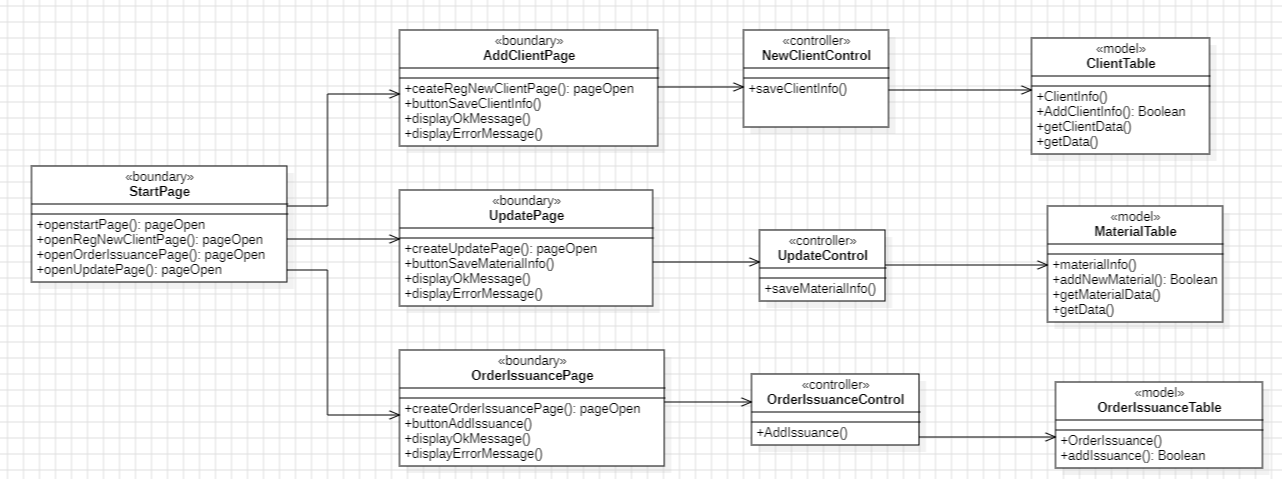 «boundary»
AddClientPage
+createRegNewClientPage(): pageOpen
+buttonSaveClientInfo()
+displayOkMessage()
+displayErrorMessage()
«controller»
NewClientControl
+saveClientInfo()
«model»
ClientTable
+ClientInfo()
+AddClientInfo(): Boolean
+getClientData()
+getData()
«boundary»
StartPage
+openstartPage(): pageOpen
+openRegNewClientPage(): pageOpen
+openOrderIssuancePage(): pageOpen
+openUpdatePage(): pageOpen
«boundary»
UpdatePage
+createUpdatePage(): pageOpen
+buttonSaveMaterialInfo()
+displayOkMessage()
+displayErrorMessage()
«controller»
UpdateControl
+saveMaterialInfo()
«model»
MaterialTable
+materialInfo()
+addNewMaterial(): Boolean
+getMaterialData()
+getData()
«boundary»
OrderIssuancePage
+createOrderIssuancePage(): pageOpen
+buttonAddIssuance()
+displayOkMessage()
+displayErrorMessage()
«controller»
OrderIssuanceControl
+AddIssuance()
«model»
OrderIssuanceTable
+OrderIssuance()
+addIssuance(): Boolean